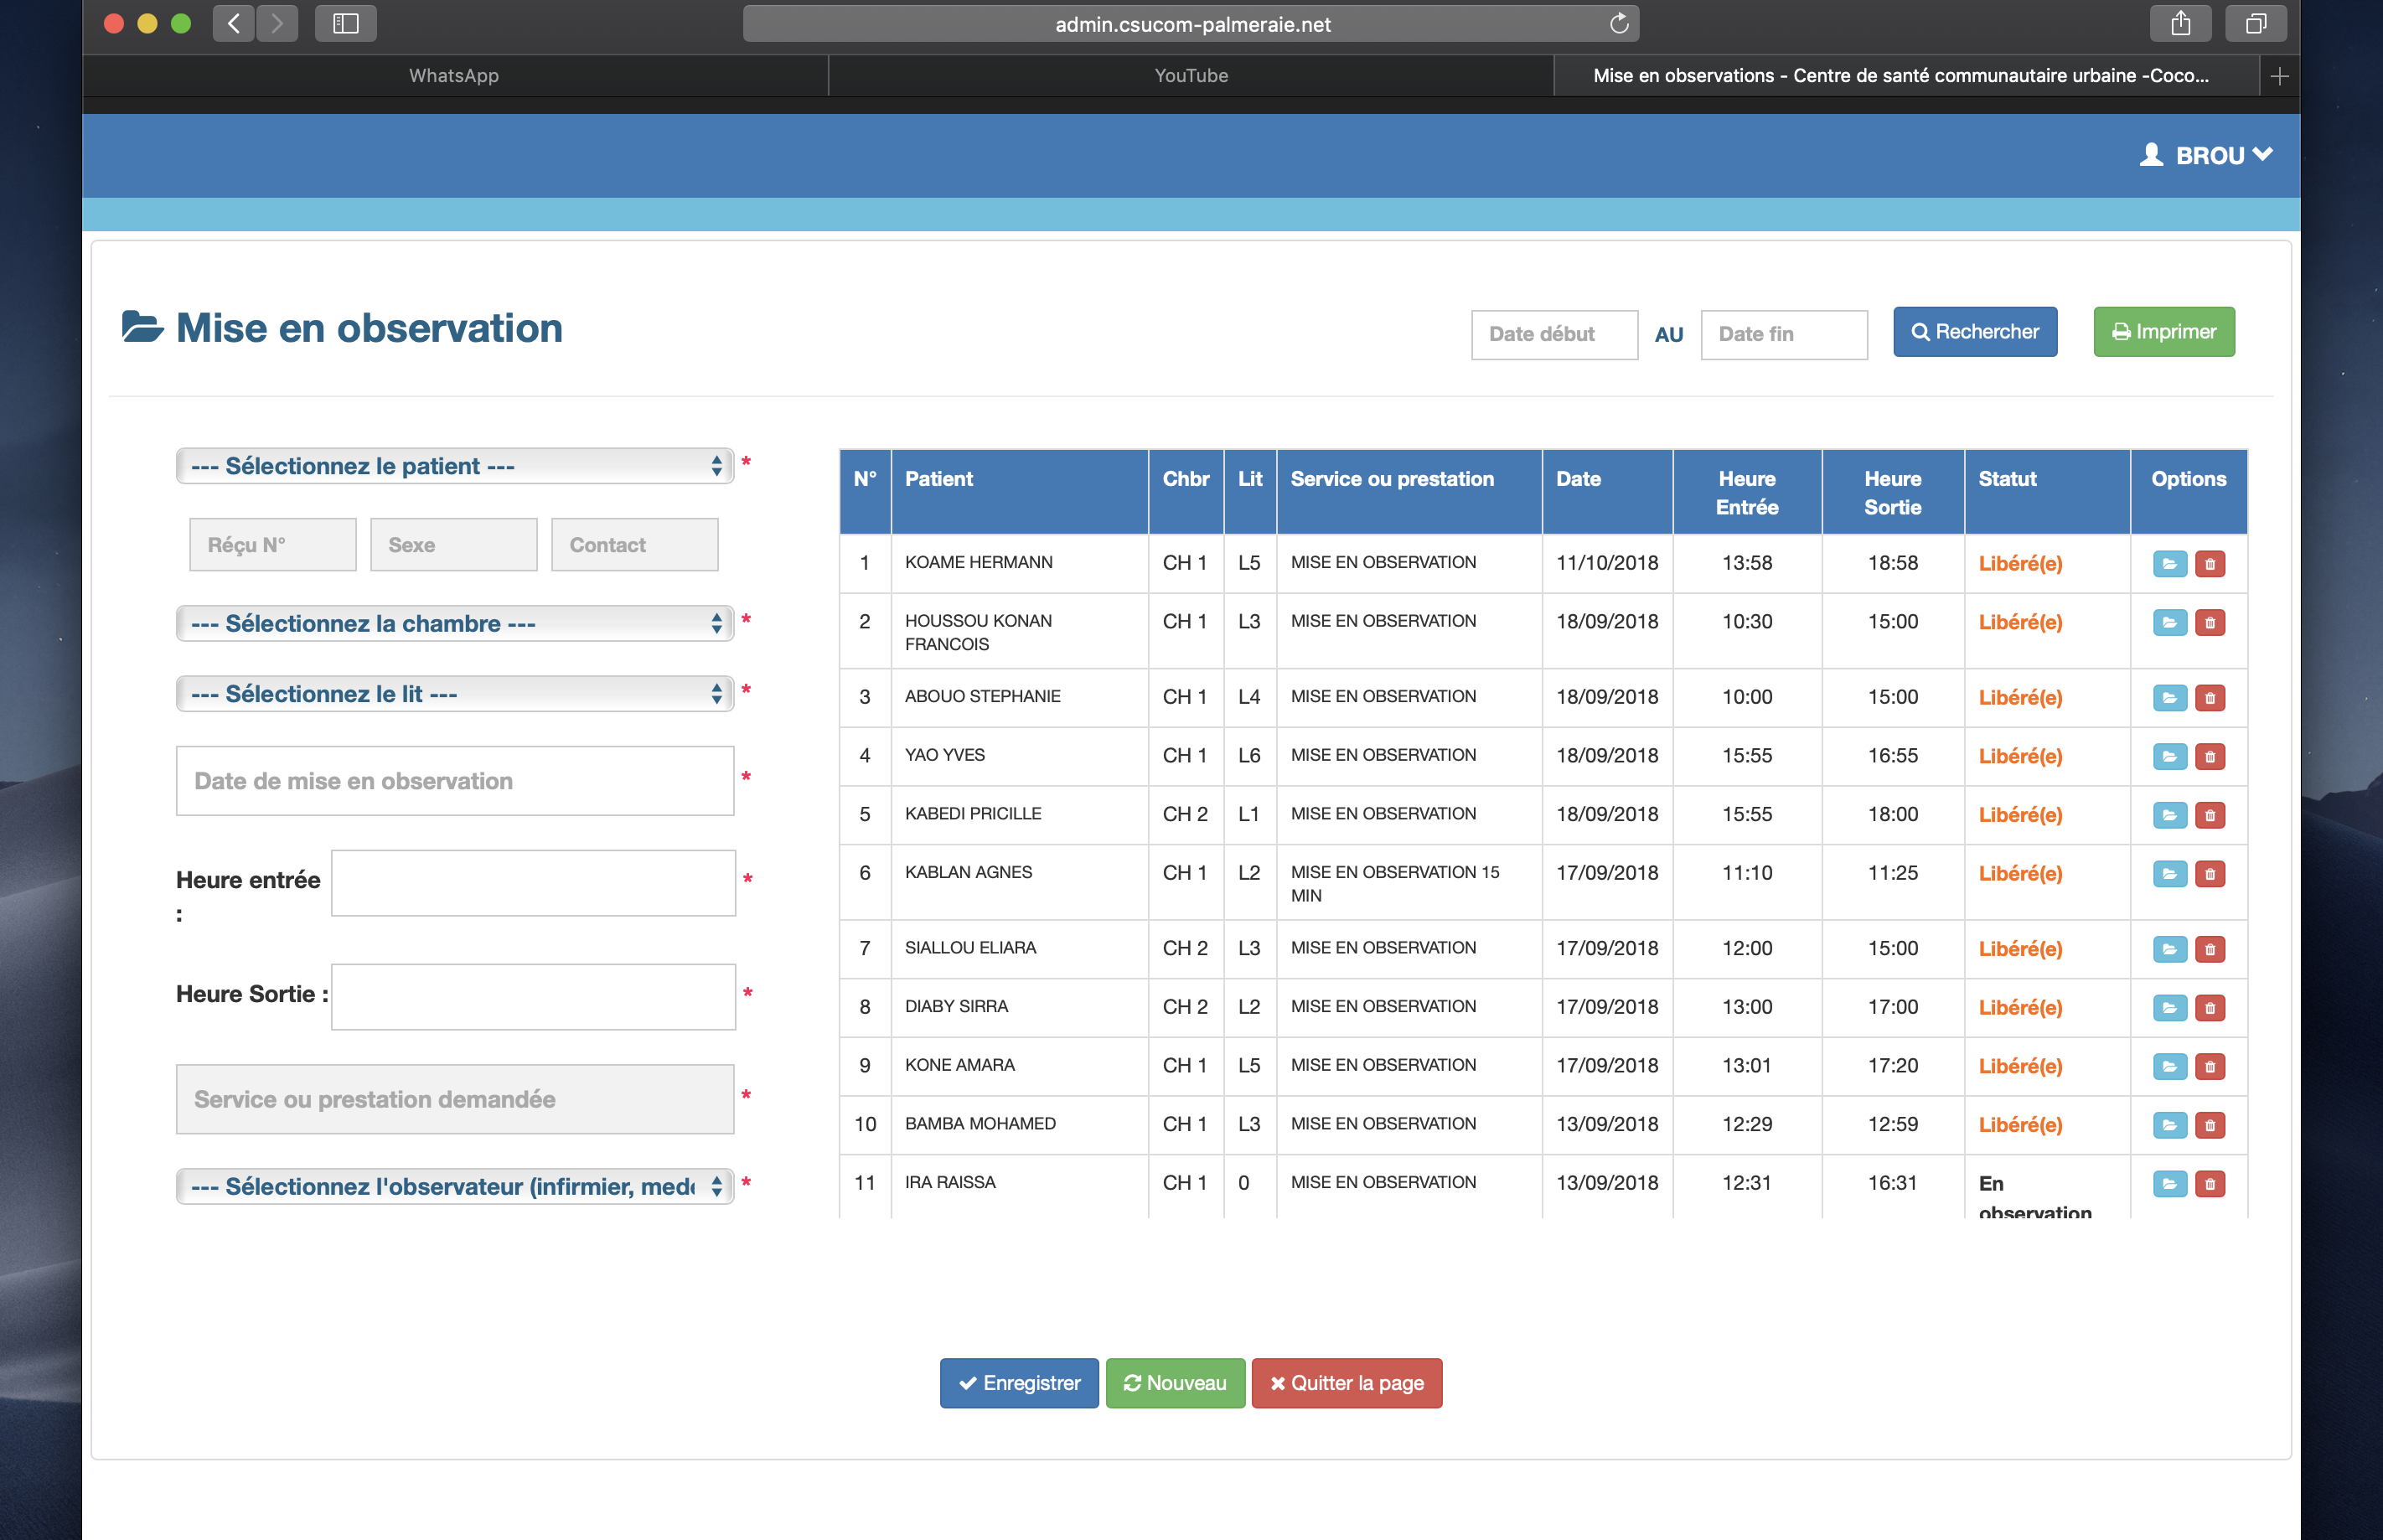 admin.csucom-palmeraie.net
WhatsApp
YouTube
Mise en observations - Centre de santé communautaire urbaine -Coco...
BROU
Mise en observation
Date début
AU
Date fin
Rechercher
Imprimer
--- Sélectionnez le patient --- *
Réçu N°
Sexe
Contact
--- Sélectionnez la chambre --- *
--- Sélectionnez le lit --- *
Date de mise en observation *
Heure entrée : *
Heure Sortie : *
Service ou prestation demandée *
--- Sélectionnez l'observateur (infirmier, mede *
N° Patient Chbr Lit Service ou prestation Date Heure Entrée Heure Sortie Statut Options
1 KOAME HERMANN CH 1 L5 MISE EN OBSERVATION 11/10/2018 13:58 18:58 Libéré(e)
2 HOUSSOU KONAN FRANCOIS CH 1 L3 MISE EN OBSERVATION 18/09/2018 10:30 15:00 Libéré(e)
3 ABOUO STEPHANIE CH 1 L4 MISE EN OBSERVATION 18/09/2018 10:00 15:00 Libéré(e)
4 YAO YVES CH 1 L6 MISE EN OBSERVATION 18/09/2018 15:55 16:55 Libéré(e)
5 KABEDI PRICILLE CH 2 L1 MISE EN OBSERVATION 18/09/2018 15:55 18:00 Libéré(e)
6 KABLAN AGNES CH 1 L2 MISE EN OBSERVATION 15 MIN 17/09/2018 11:10 11:25 Libéré(e)
7 SIALLOU ELIARA CH 2 L3 MISE EN OBSERVATION 17/09/2018 12:00 15:00 Libéré(e)
8 DIABY SIRRA CH 2 L2 MISE EN OBSERVATION 17/09/2018 13:00 17:00 Libéré(e)
9 KONE AMARA CH 1 L5 MISE EN OBSERVATION 17/09/2018 13:01 17:20 Libéré(e)
10 BAMBA MOHAMED CH 1 L3 MISE EN OBSERVATION 13/09/2018 12:29 12:59 Libéré(e)
11 IRA RAISSA CH 1 0 MISE EN OBSERVATION 13/09/2018 12:31 16:31 En observation
Enregistrer
Nouveau
Quitter la page